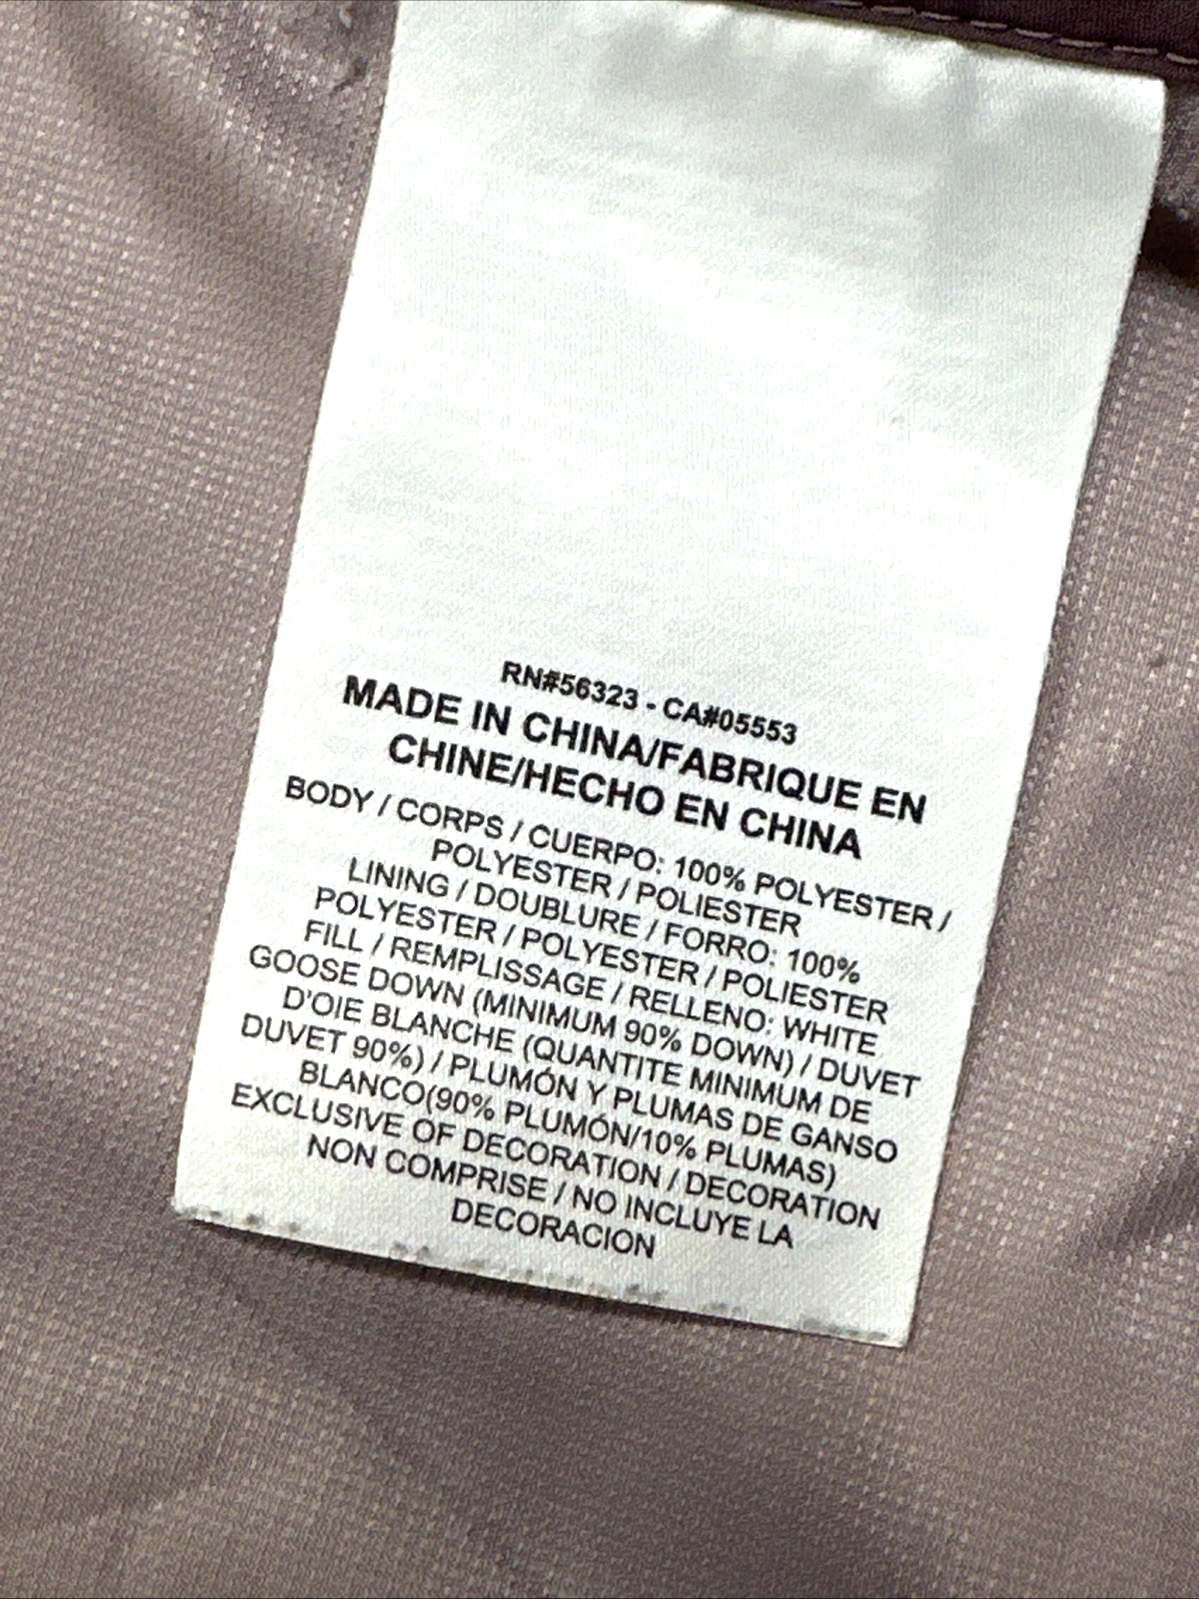 RN#56323 - CA#05553
MADE IN CHINA/FABRIQUE EN
CHINE/HECHO EN CHINA
BODY / CORPS / CUERPO: 100% POLYESTER /
POLYESTER / POLIESTER
LINING / DOUBLURE / FORRO: 100%
POLYESTER / POLYESTER / POLIESTER
FILL / REMPLISSAGE / RELLENO: WHITE
GOOSE DOWN (MINIMUM 90% DOWN) / DUVET
D'OIE BLANCHE (QUANTITE MINIMUM DE
DUVET 90%) / PLUMÓN Y PLUMAS DE GANSO
BLANCO(90% PLUMÓN/10% PLUMAS)
EXCLUSIVE OF DECORATION / DECORATION
NON COMPRISE / NO INCLUYE LA
DECORACION